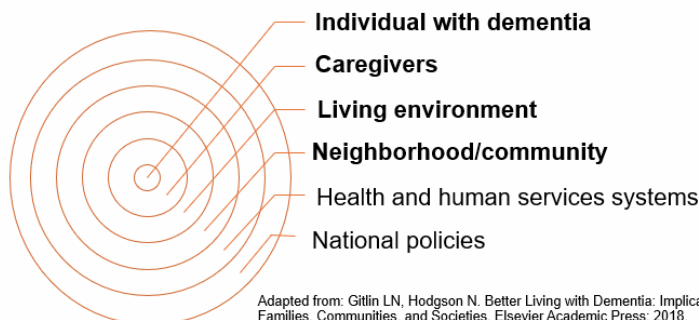 Individual with dementia
Caregivers
Living environment
Neighborhood/community
Health and human services systems
National policies
Adapted from: Gitlin LN, Hodgson N. Better Living with Dementia:
Families, Communities, and Societies. Elsevier Academic Press; 2018.